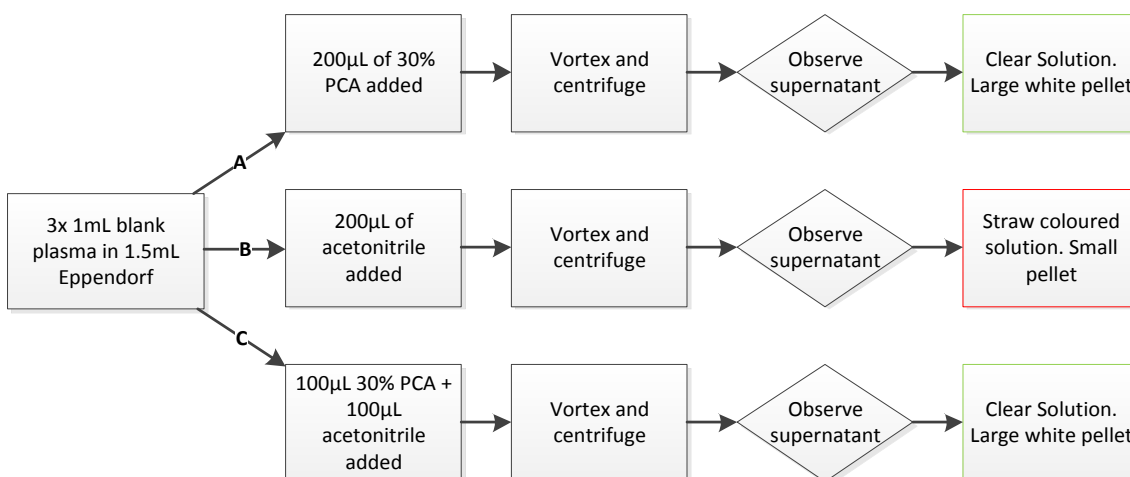 200µL of 30%
PCA added
Vortex and
centrifuge
Observe
supernatant
Clear Solution.
Large white pellet
A
3x 1mL blank
plasma in 1.5mL
Eppendorf
B
200µL of
acetonitrile
added
Vortex and
centrifuge
Observe
supernatant
Straw coloured
solution. Small
pellet
C
100µL 30% PCA +
100µL
acetonitrile
added
Vortex and
centrifuge
Observe
supernatant
Clear Solution.
Large white pellet